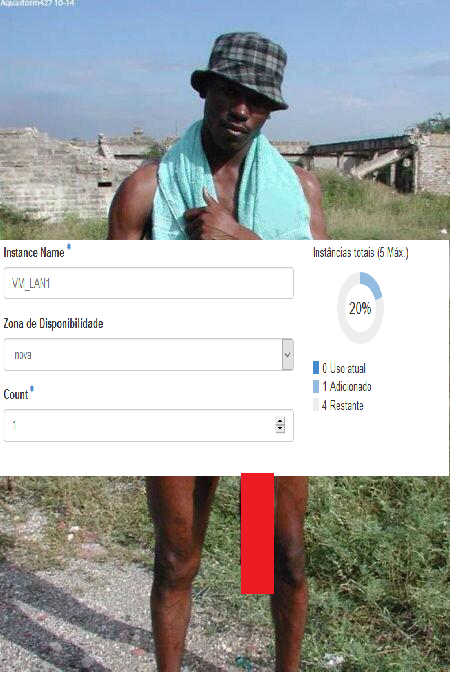 Aquastorm427 10-14
Instance Name *
Instâncias totais (5 Máx.)
VM_LAN1
20%
Zona de Disponibilidade
nova
0 Uso atual
1 Adicionado
Count *
4 Restante
1